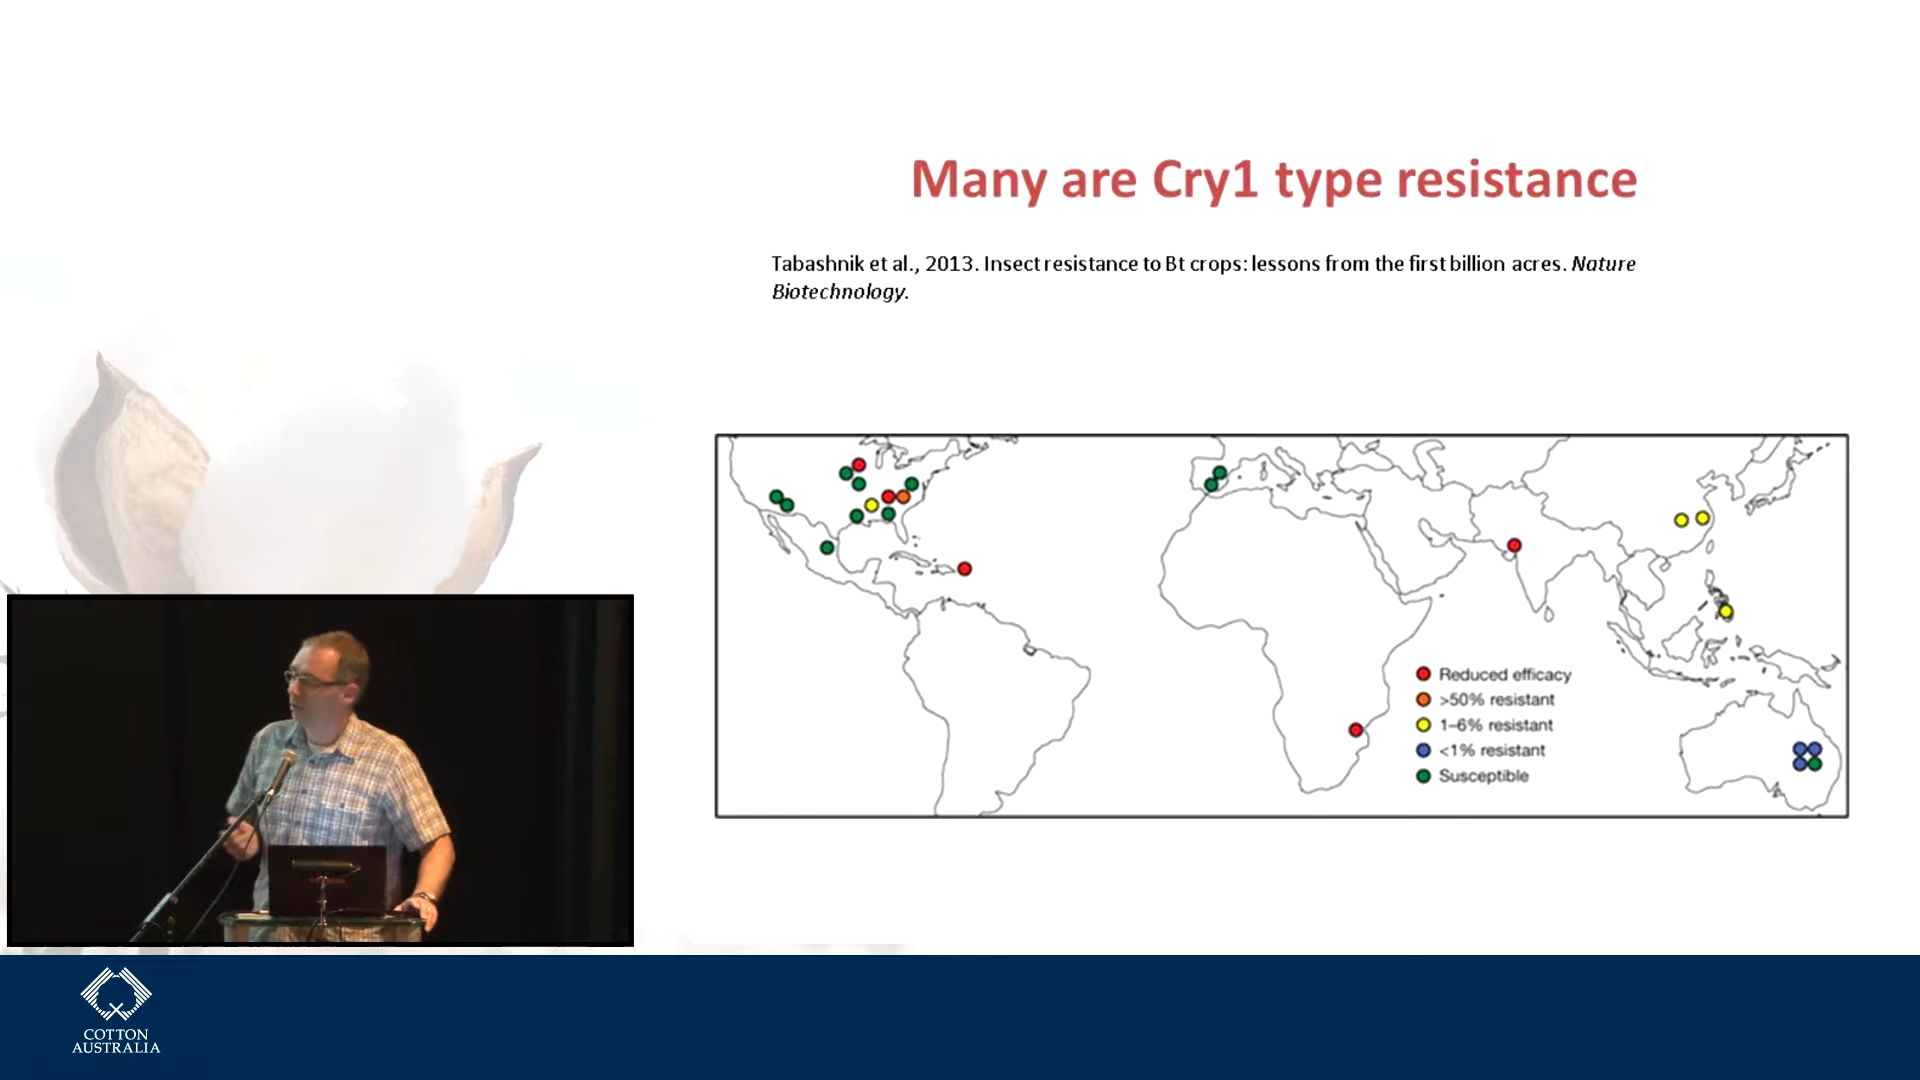 Many are Cry1 type resistance
Tabashnik et al., 2013. Insect resistance to Bt crops: lessons from the first billion acres. Nature
Biotechnology.
Reduced efficacy
>50% resistant
1–6% resistant
<1% resistant
Susceptible
COTTON
AUSTRALIA